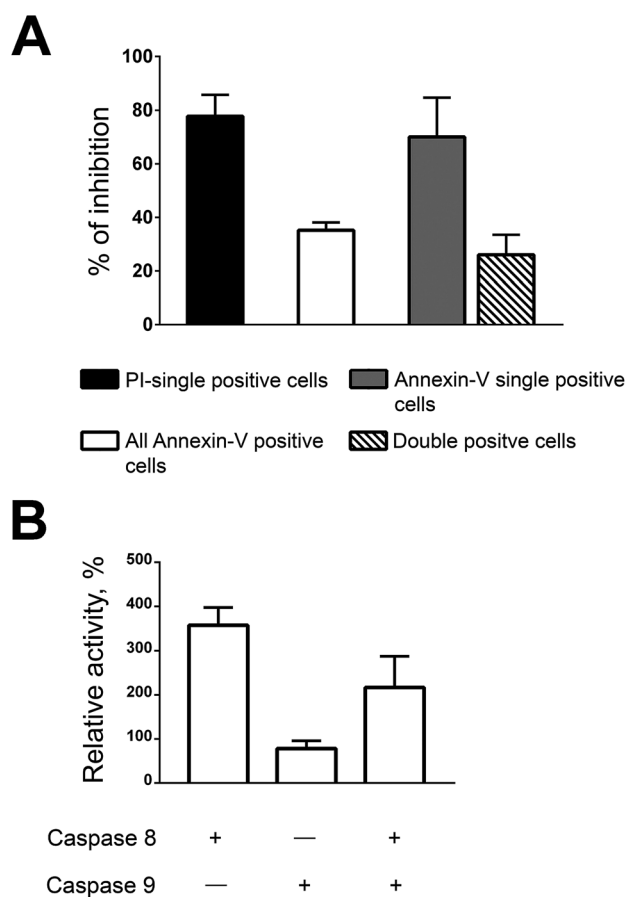 A
% of inhibition
100
80
60
40
20
0
PI-single positive cells
Annexin-V single positive
cells
All Annexin-V positive
cells
Double positve cells
B
Relative activity, %
500
400
300
200
100
0
Caspase 8 + — +
Caspase 9 — + +